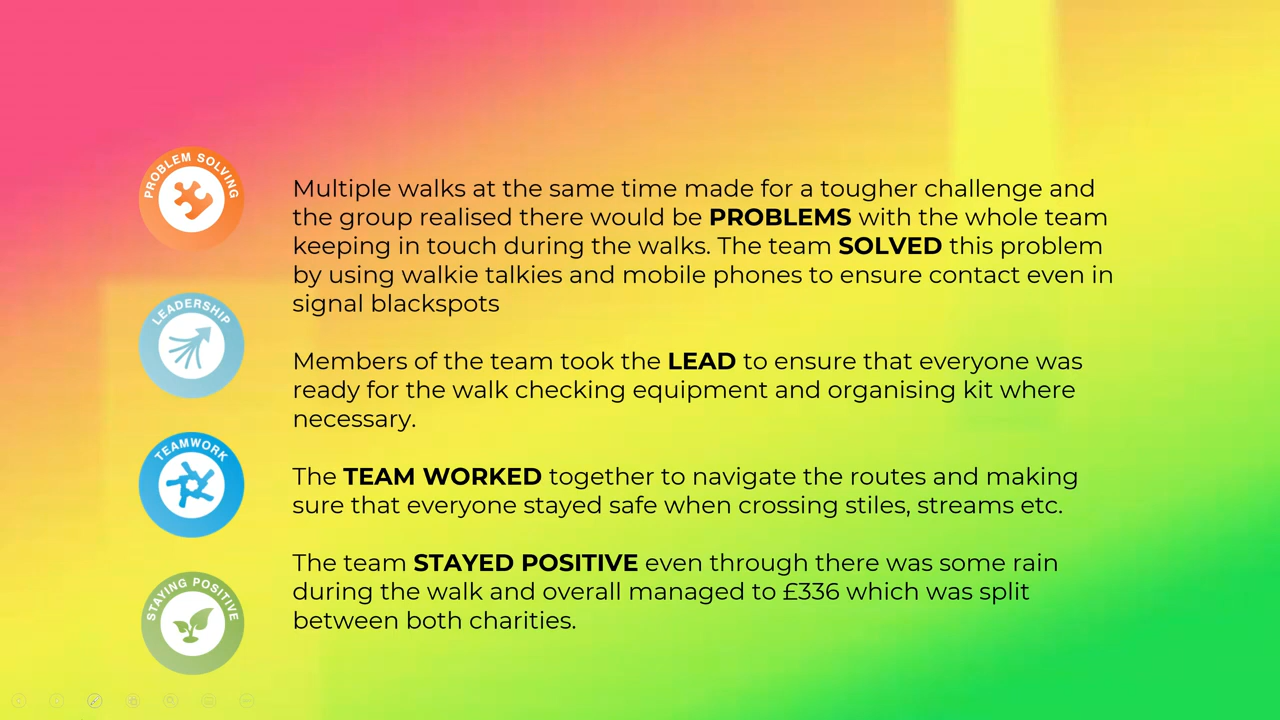 PROBLEM SOLVING
Multiple walks at the same time made for a tougher challenge and
the group realised there would be PROBLEMS with the whole team
keeping in touch during the walks. The team SOLVED this problem
by using walkie talkies and mobile phones to ensure contact even in
signal blackspots
LEADERSHIP
Members of the team took the LEAD to ensure that everyone was
ready for the walk checking equipment and organising kit where
necessary.
TEAMWORK
The TEAM WORKED together to navigate the routes and making
sure that everyone stayed safe when crossing stiles, streams etc.
STAYING POSITIVE
The team STAYED POSITIVE even through there was some rain
during the walk and overall managed to £336 which was split
between both charities.